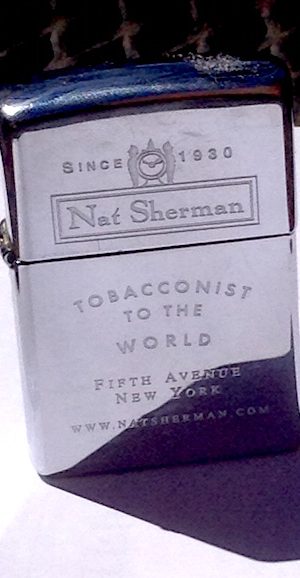 SINCE 1930
Nat Sherman
TOBACCONIST
TO THE
WORLD
FIFTH AVENUE
NEW YORK
WWW.NATSHERMAN.COM